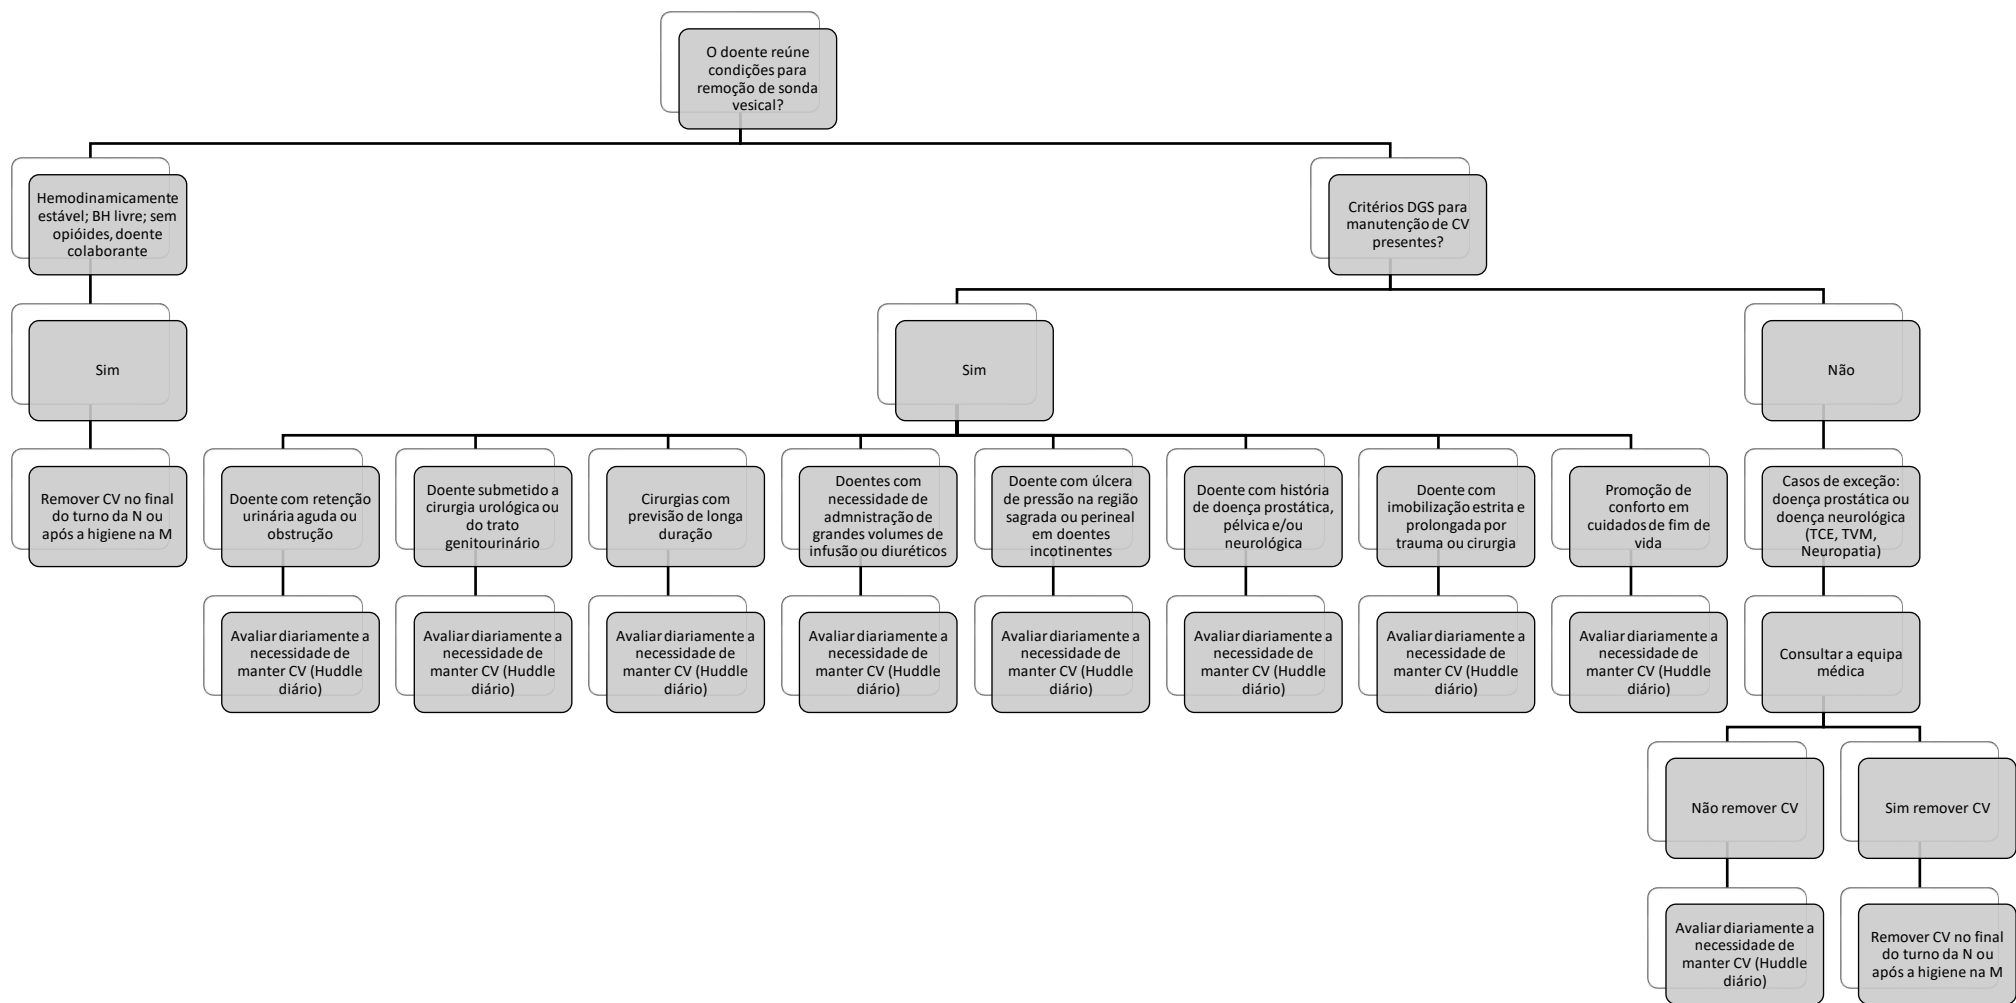 O doente reúne
condições para
remoção de sonda
vesical?
Hemodinamicamente
estável; BH livre; sem
opióides, doente
colaborante
Critérios DGS para
manutenção de CV
presentes?
Sim
Sim
Não
Remover CV no final
do turno da N ou
após a higiene na M
Doente com retenção
urinária aguda ou
obstrução
Doente submetido a
cirurgia urológica ou
do trato
genitourinário
Cirurgias com
previsão de longa
duração
Doentes com
necessidade de
admnistração de
grandes volumes de
infusão ou diuréticos
Doente com úlcera
de pressão na região
sagrada ou perineal
em doentes
incotinentes
Doente com história
de doença prostática,
pélvica e/ou
neurológica
Doente com
imobilização estrita e
prolongada por
trauma ou cirurgia
Promoção de
conforto em
cuidados de fim de
vida
Casos de exceção:
doença prostática ou
doença neurológica
(TCE, TVM,
Neuropatia)
Avaliar diariamente a
necessidade de
manter CV (Huddle
diário)
Avaliar diariamente a
necessidade de
manter CV (Huddle
diário)
Avaliar diariamente a
necessidade de
manter CV (Huddle
diário)
Avaliar diariamente a
necessidade de
manter CV (Huddle
diário)
Avaliar diariamente a
necessidade de
manter CV (Huddle
diário)
Avaliar diariamente a
necessidade de
manter CV (Huddle
diário)
Avaliar diariamente a
necessidade de
manter CV (Huddle
diário)
Avaliar diariamente a
necessidade de
manter CV (Huddle
diário)
Consultar a equipa
médica
Não remover CV
Sim remover CV
Avaliar diariamente a
necessidade de
manter CV (Huddle
diário)
Remover CV no final
do turno da N ou
após a higiene na M